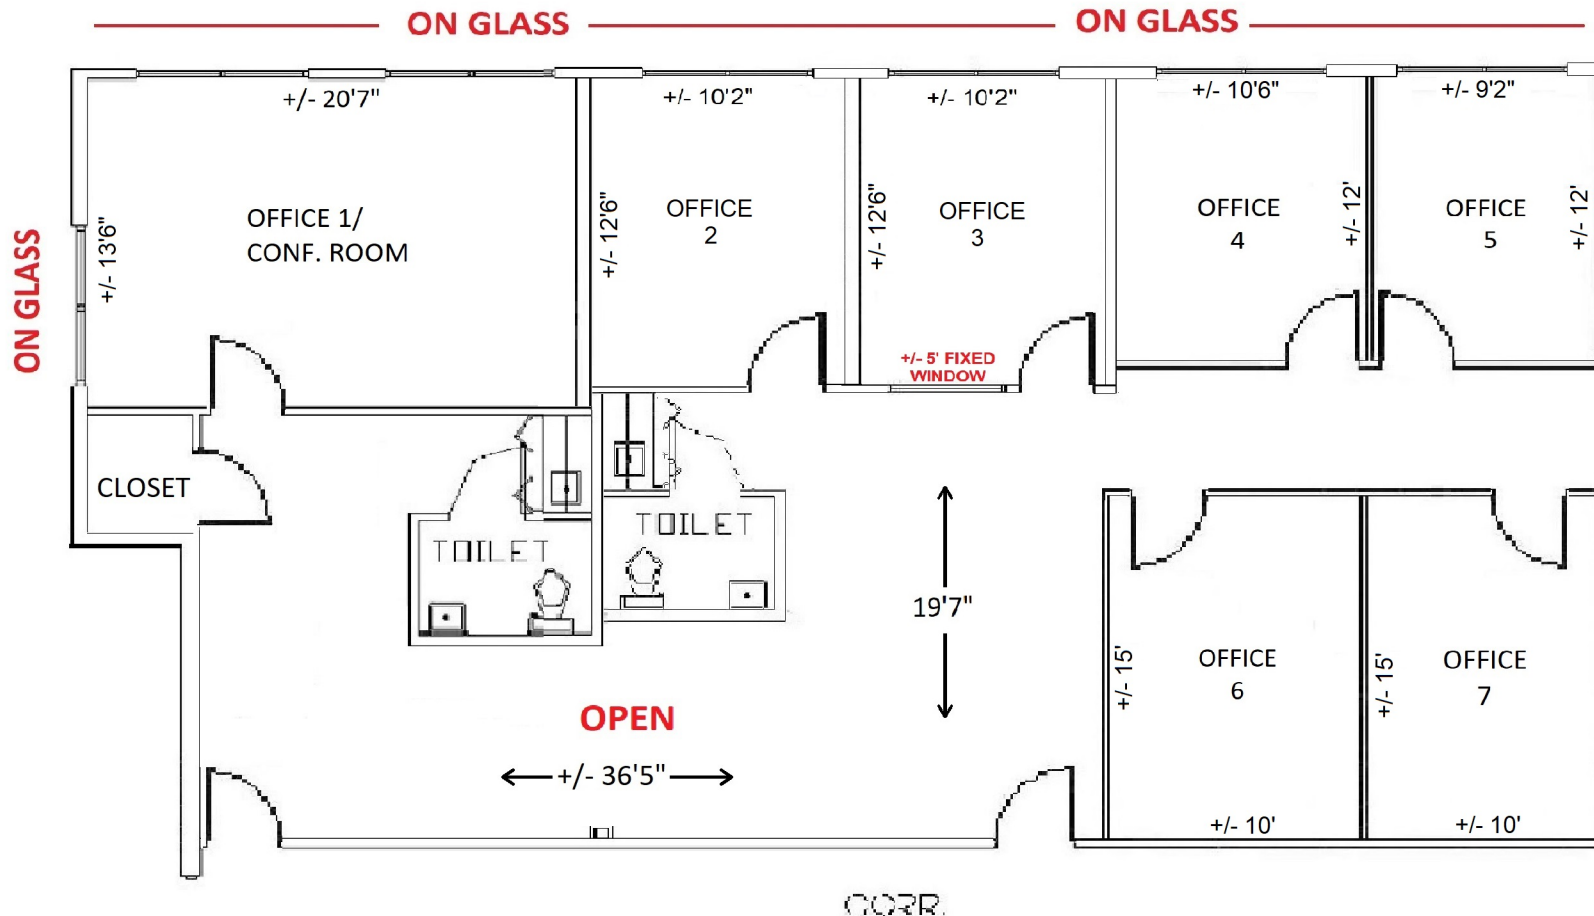 ON GLASS
ON GLASS
+/- 20'7"
+/- 10'2"
+/- 10'2"
+/- 10'6"
+/- 9'2"
ON GLASS
+/- 13'6"
OFFICE 1/
CONF. ROOM
+/- 12'6"
OFFICE
2
+/- 12'6"
OFFICE
3
OFFICE
4
+/- 12'
OFFICE
5
+/- 12'
+/- 5' FIXED
WINDOW
CLOSET
TOILET
TOILET
19'7"
+/- 15'
OFFICE
6
+/- 15'
OFFICE
7
OPEN
+/- 36'5"
+/- 10'
+/- 10'
CORR.